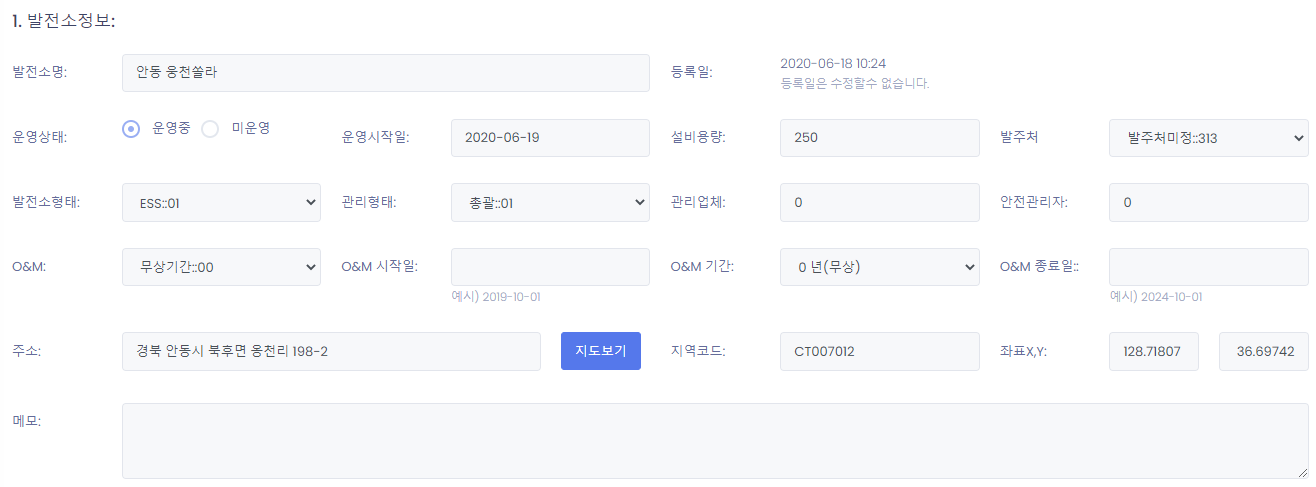 1. 발전소정보:
발전소명: 안동 웅천쏠라 등록일: 2020-06-18 10:24
등록일은 수정할수 없습니다.
운영상태: 운영중 미운영 운영시작일: 2020-06-19 설비용량: 250 발주처 발주처미정::313
발전소형태: ESS::01 관리형태: 총괄::01 관리업체: 0 안전관리자: 0
O&M: 무상기간::00 O&M 시작일: O&M 기간: 0 년(무상) O&M 종료일::
예시) 2019-10-01 예시) 2024-10-01
주소: 경북 안동시 북후면 옹천리 198-2 지도보기 지역코드: CT007012 좌표X,Y: 128.71807 36.69742
메모: